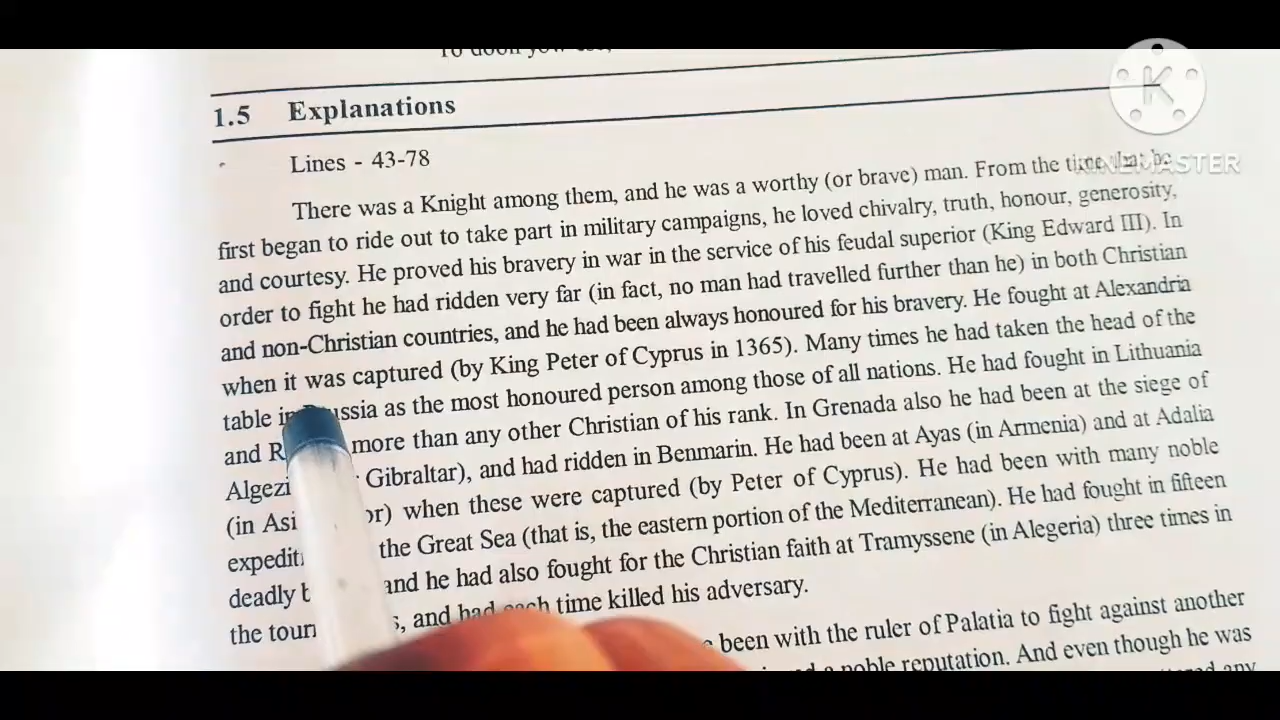 1.5 Explanations
Lines - 43-78
There was a Knight among them, and he was a worthy (or brave) man. From the time that he
first began to ride out to take part in military campaigns, he loved chivalry, truth, honour, generosity,
and courtesy. He proved his bravery in war in the service of his feudal superior (King Edward III). In
order to fight he had ridden very far (in fact, no man had travelled further than he) in both Christian
and non-Christian countries, and he had been always honoured for his bravery. He fought at Alexandria
when it was captured (by King Peter of Cyprus in 1365). Many times he had taken the head of the
table in as the most honoured person among those of all nations. He had fought in Lithuania
and more than any other Christian of his rank. In Grenada also he had been at the siege of
Gibraltar), and had ridden in Benmarin. He had been at Ayas (in Armenia) and at Adalia
(in when these were captured (by Peter of Cyprus). He had been with many noble
the Great Sea (that is, the eastern portion of the Mediterranean). He had fought in fifteen
deadly and he had also fought for the Christian faith at Tramyssene (in Alegeria) three times in
the and had each time killed his adversary.
been with the ruler of Palatia to fight against another
a noble reputation. And even though he was
any
KINEMASTER
K